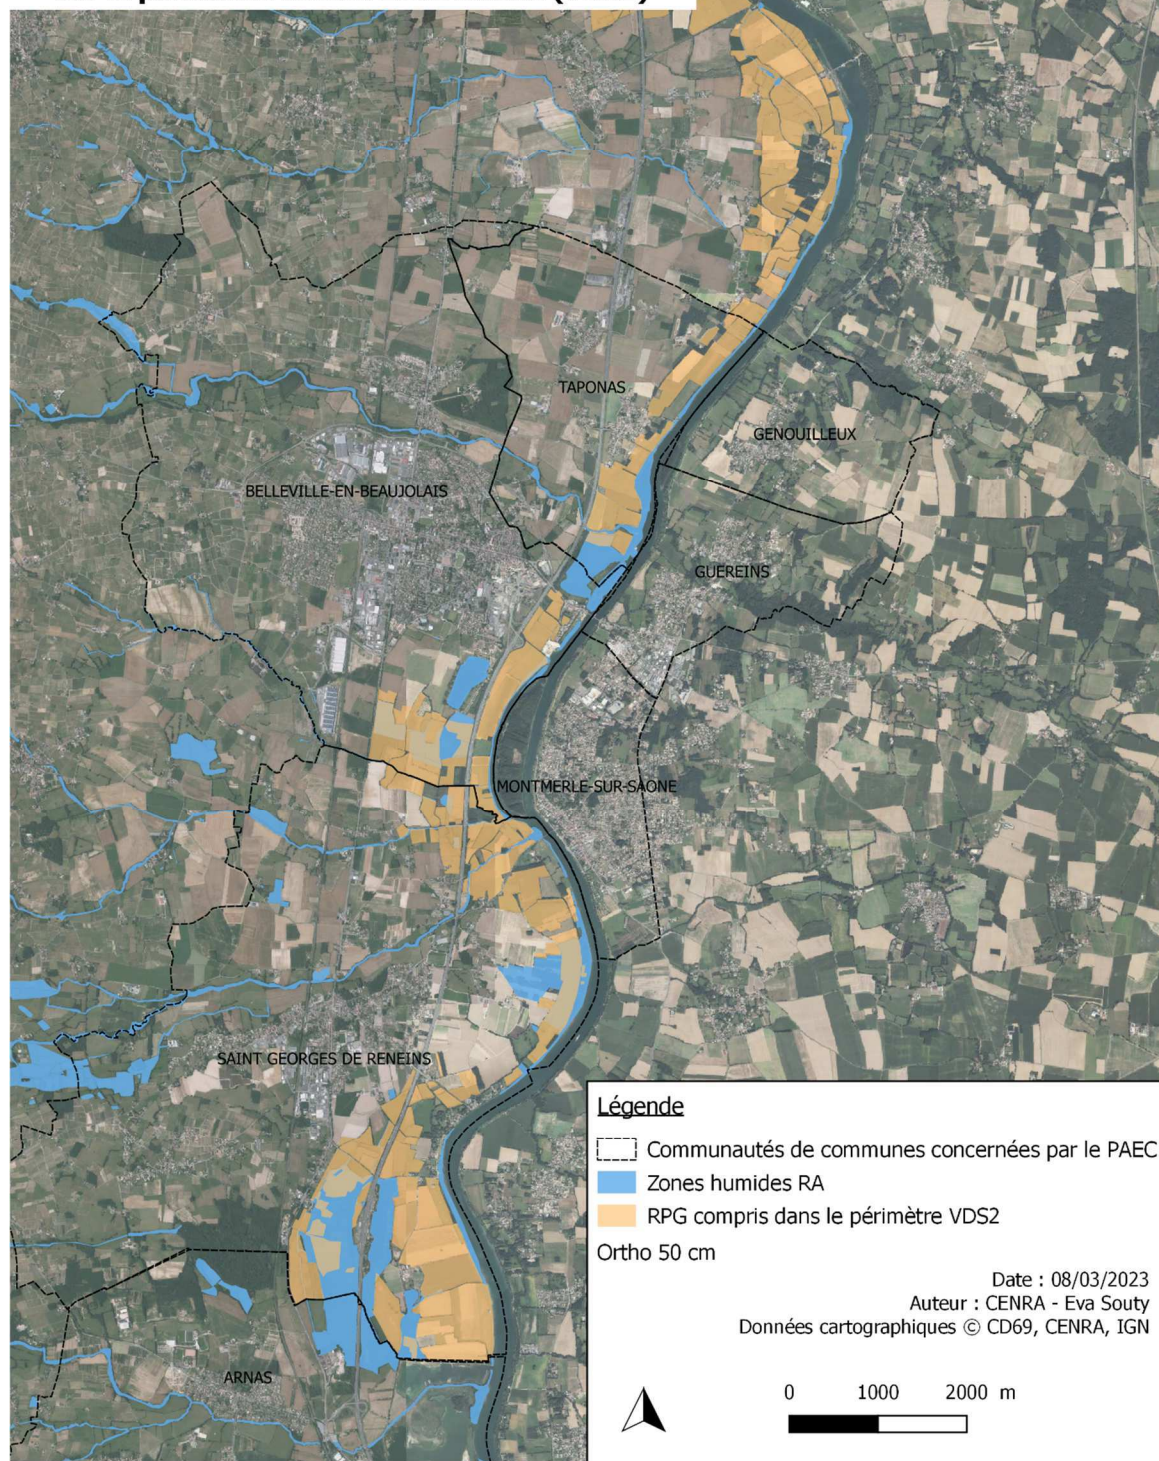 TAPONAS
GENOUILLEUX
BELLEVILLE-EN-BEAUJOLAIS
GUEREINS
MONTMERLE-SUR-SAONE
SAINT GEORGES DE RENEINS
ARNAS
Légende
Communautés de communes concernées par le PAEC
Zones humides RA
RPG compris dans le périmètre VDS2
Ortho 50 cm
Date : 08/03/2023
Auteur : CENRA - Eva Souty
Données cartographiques © CD69, CENRA, IGN
0 1000 2000 m